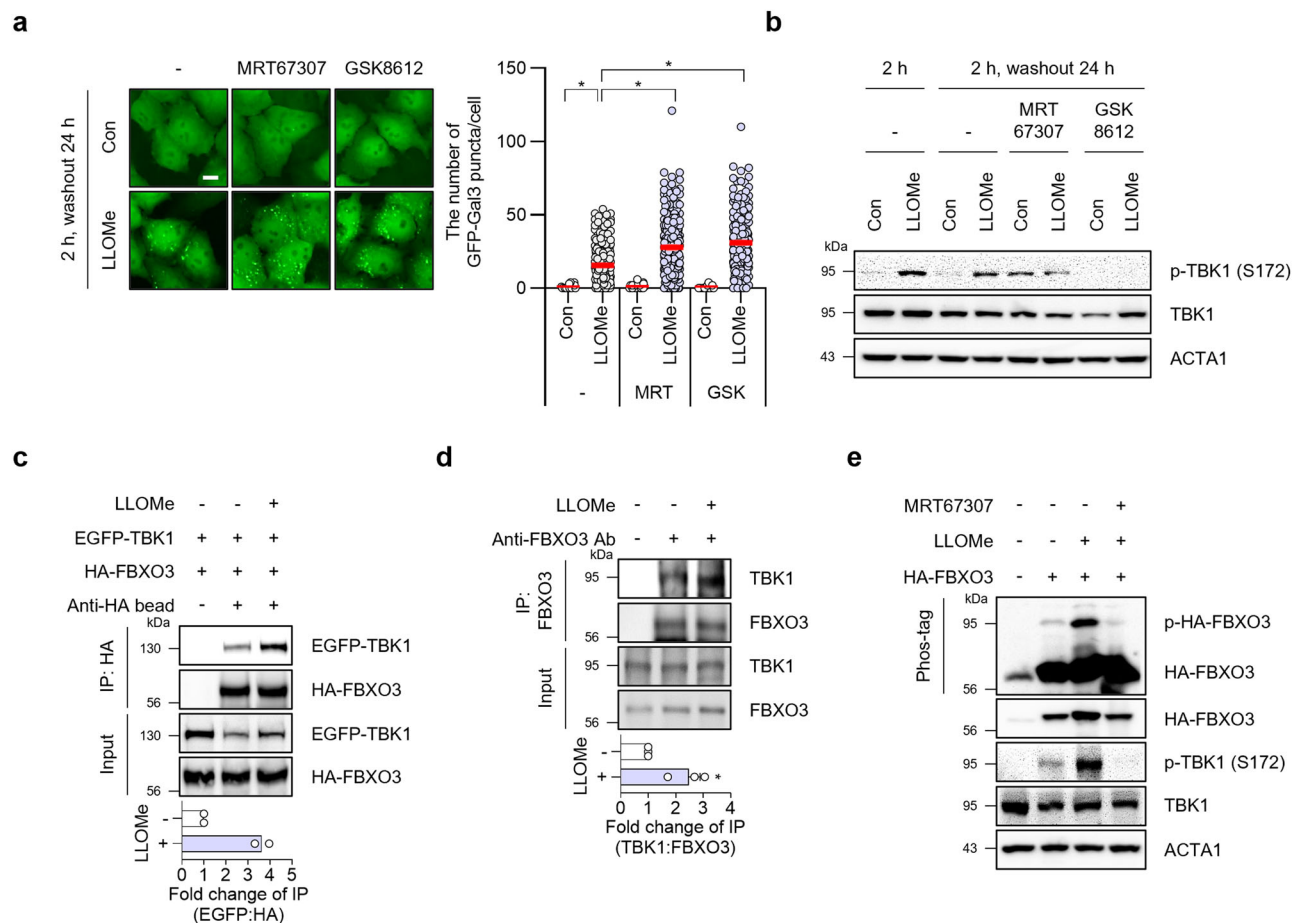 a
- MRT67307 GSK8612
2 h, washout 24 h
Con
LLOMe
The number of
GFP-Gal3 puncta/cell
150
100
50
0
* * *
Con LLOMe Con LLOMe Con LLOMe
- MRT GSK
b
2 h 2 h, washout 24 h
- - MRT GSK
67307 8612
Con LLOMe Con LLOMe Con LLOMe Con LLOMe
kDa
95 p-TBK1 (S172)
95 TBK1
43 ACTA1
c
LLOMe - - +
EGFP-TBK1 + + +
HA-FBXO3 + + +
Anti-HA bead - + +
kDa
IP: HA
130 EGFP-TBK1
56 HA-FBXO3
Input
130 EGFP-TBK1
56 HA-FBXO3
LLOMe
-
+
0 1 2 3 4 5
Fold change of IP
(EGFP:HA)
d
LLOMe - - +
Anti-FBXO3 Ab - + +
kDa
IP:
FBXO3
95 TBK1
56 FBXO3
Input
95 TBK1
56 FBXO3
LLOMe
-
+ *
0 1 2 3 4
Fold change of IP
(TBK1:FBXO3)
e
MRT67307 - - - +
LLOMe - - + +
HA-FBXO3 - + + +
kDa
Phos-tag
95 p-HA-FBXO3
56 HA-FBXO3
56 HA-FBXO3
95 p-TBK1 (S172)
95 TBK1
43 ACTA1